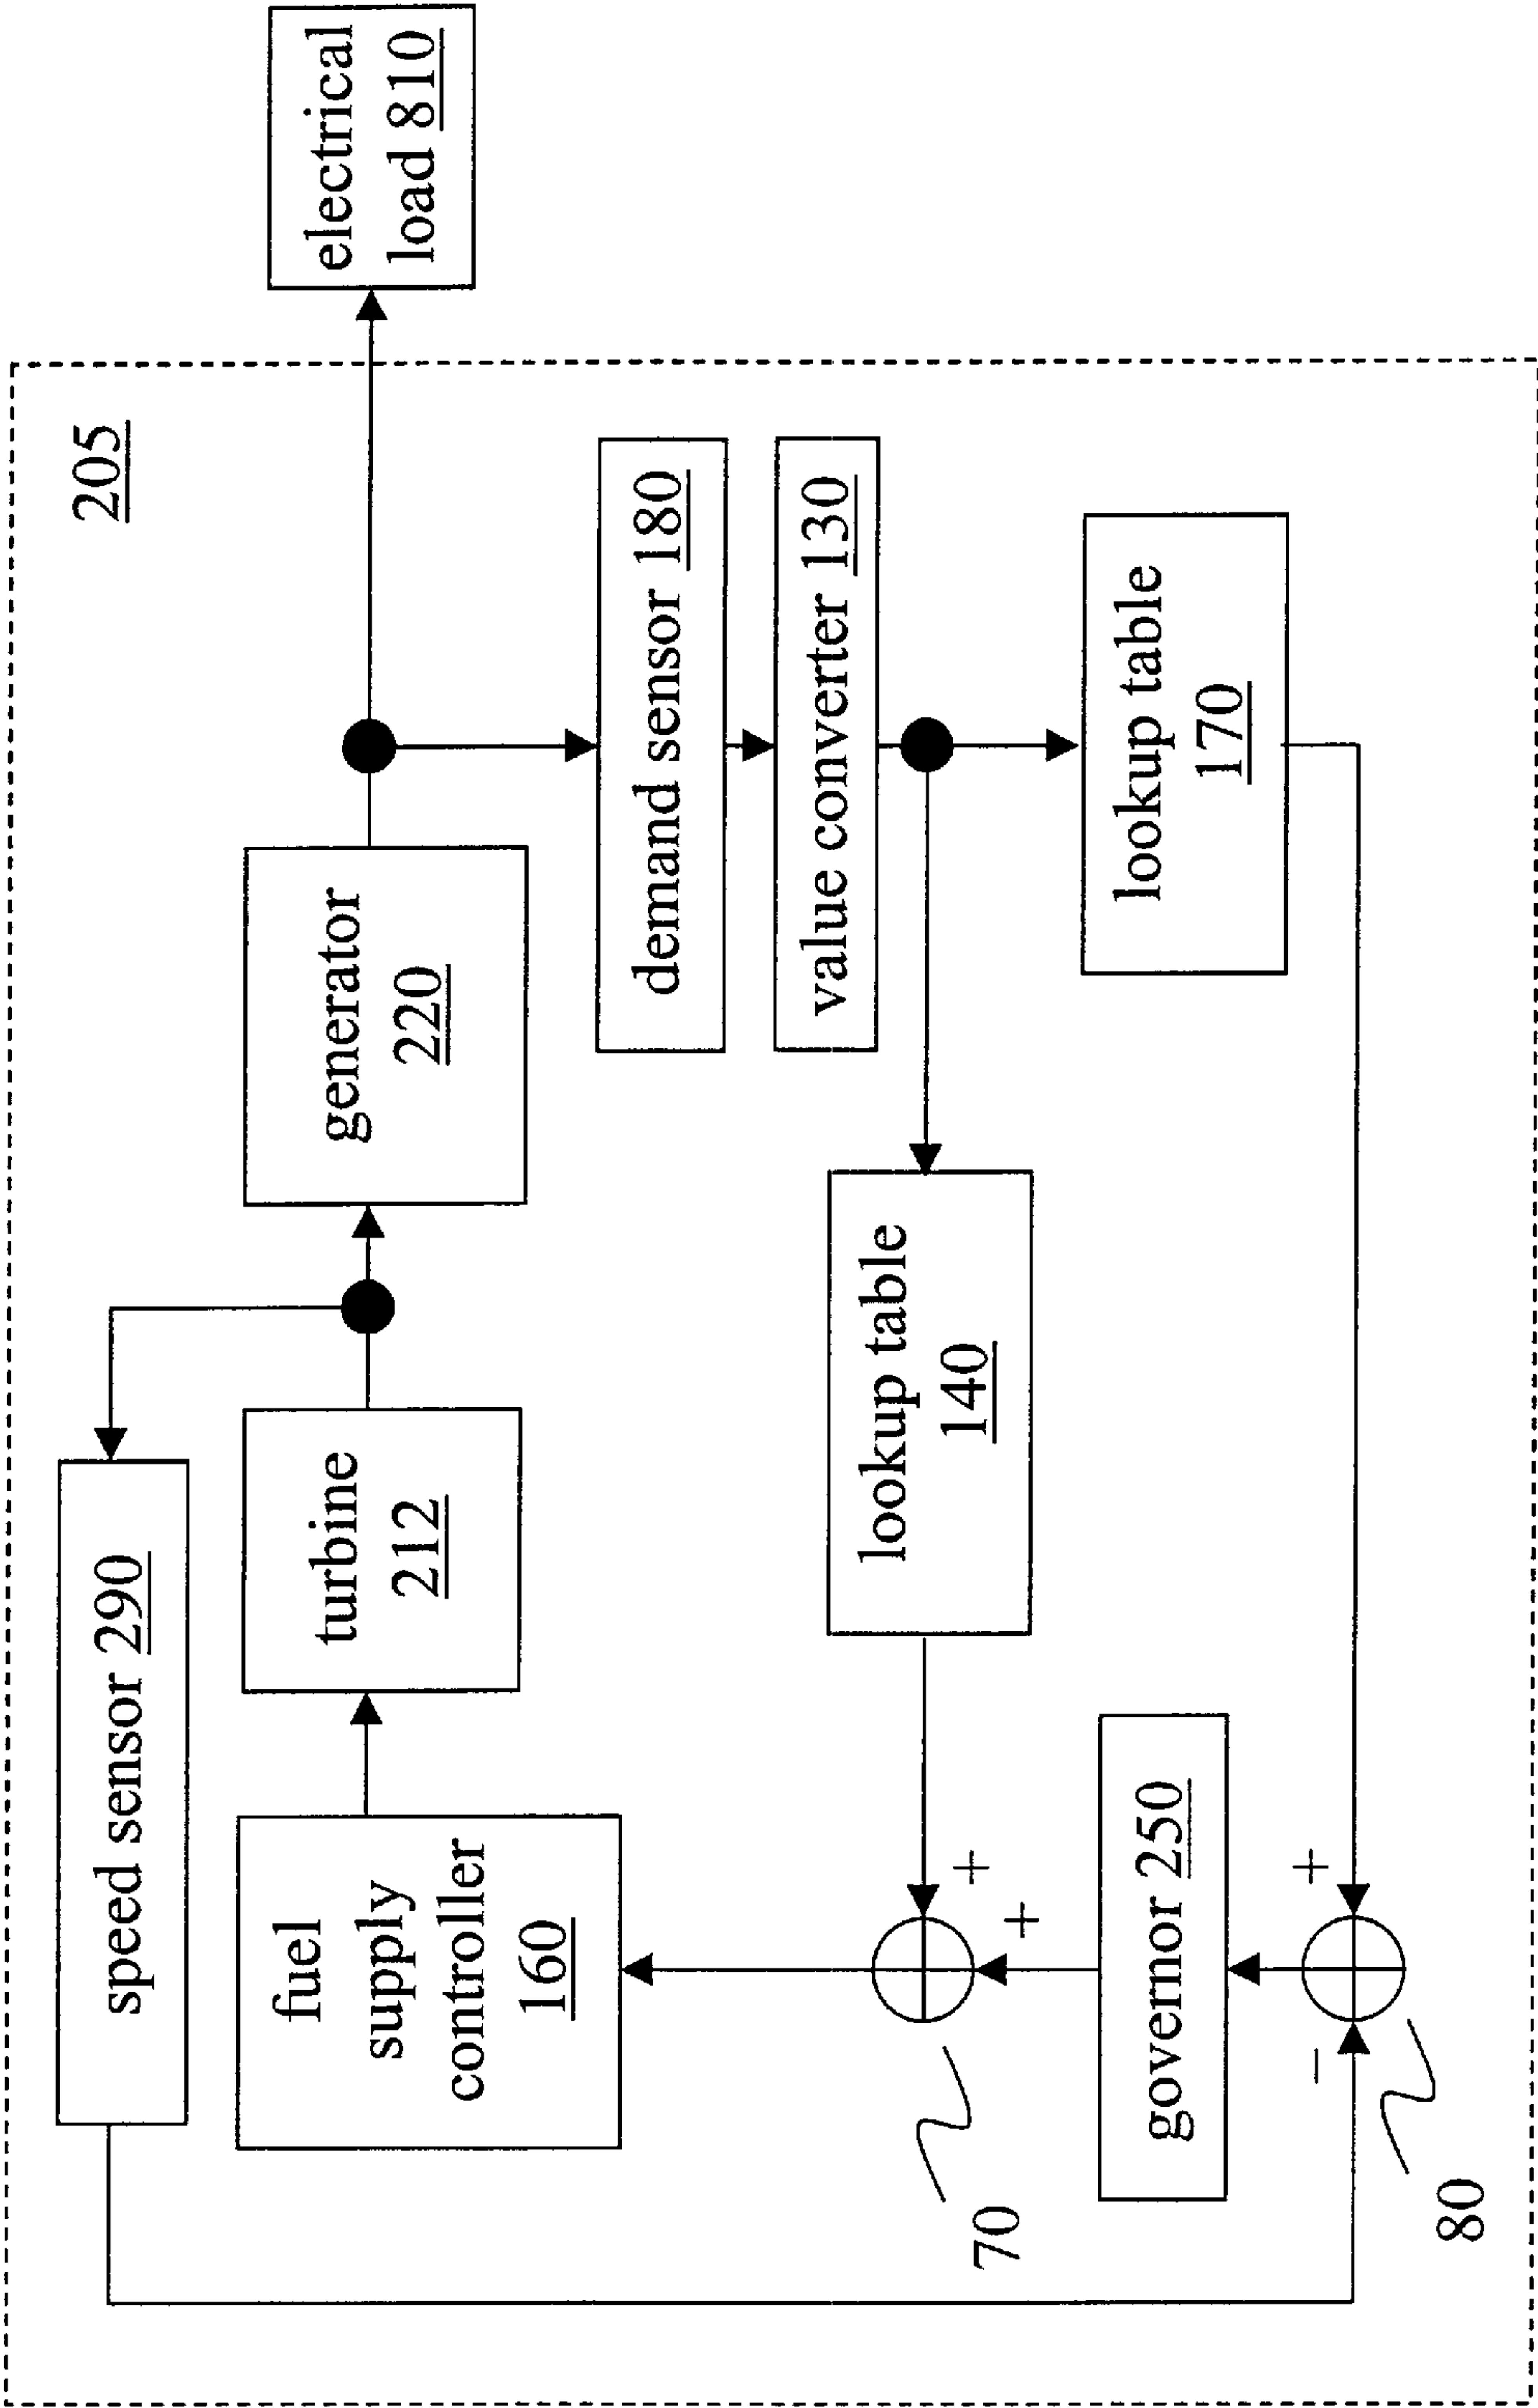 205
speed sensor 290
fuel
supply
controller
160
turbine
212
generator
220
electrical
load 810
demand sensor 180
value converter 130
lookup table
140
lookup table
170
+
+
70
governor 250
+
−
80